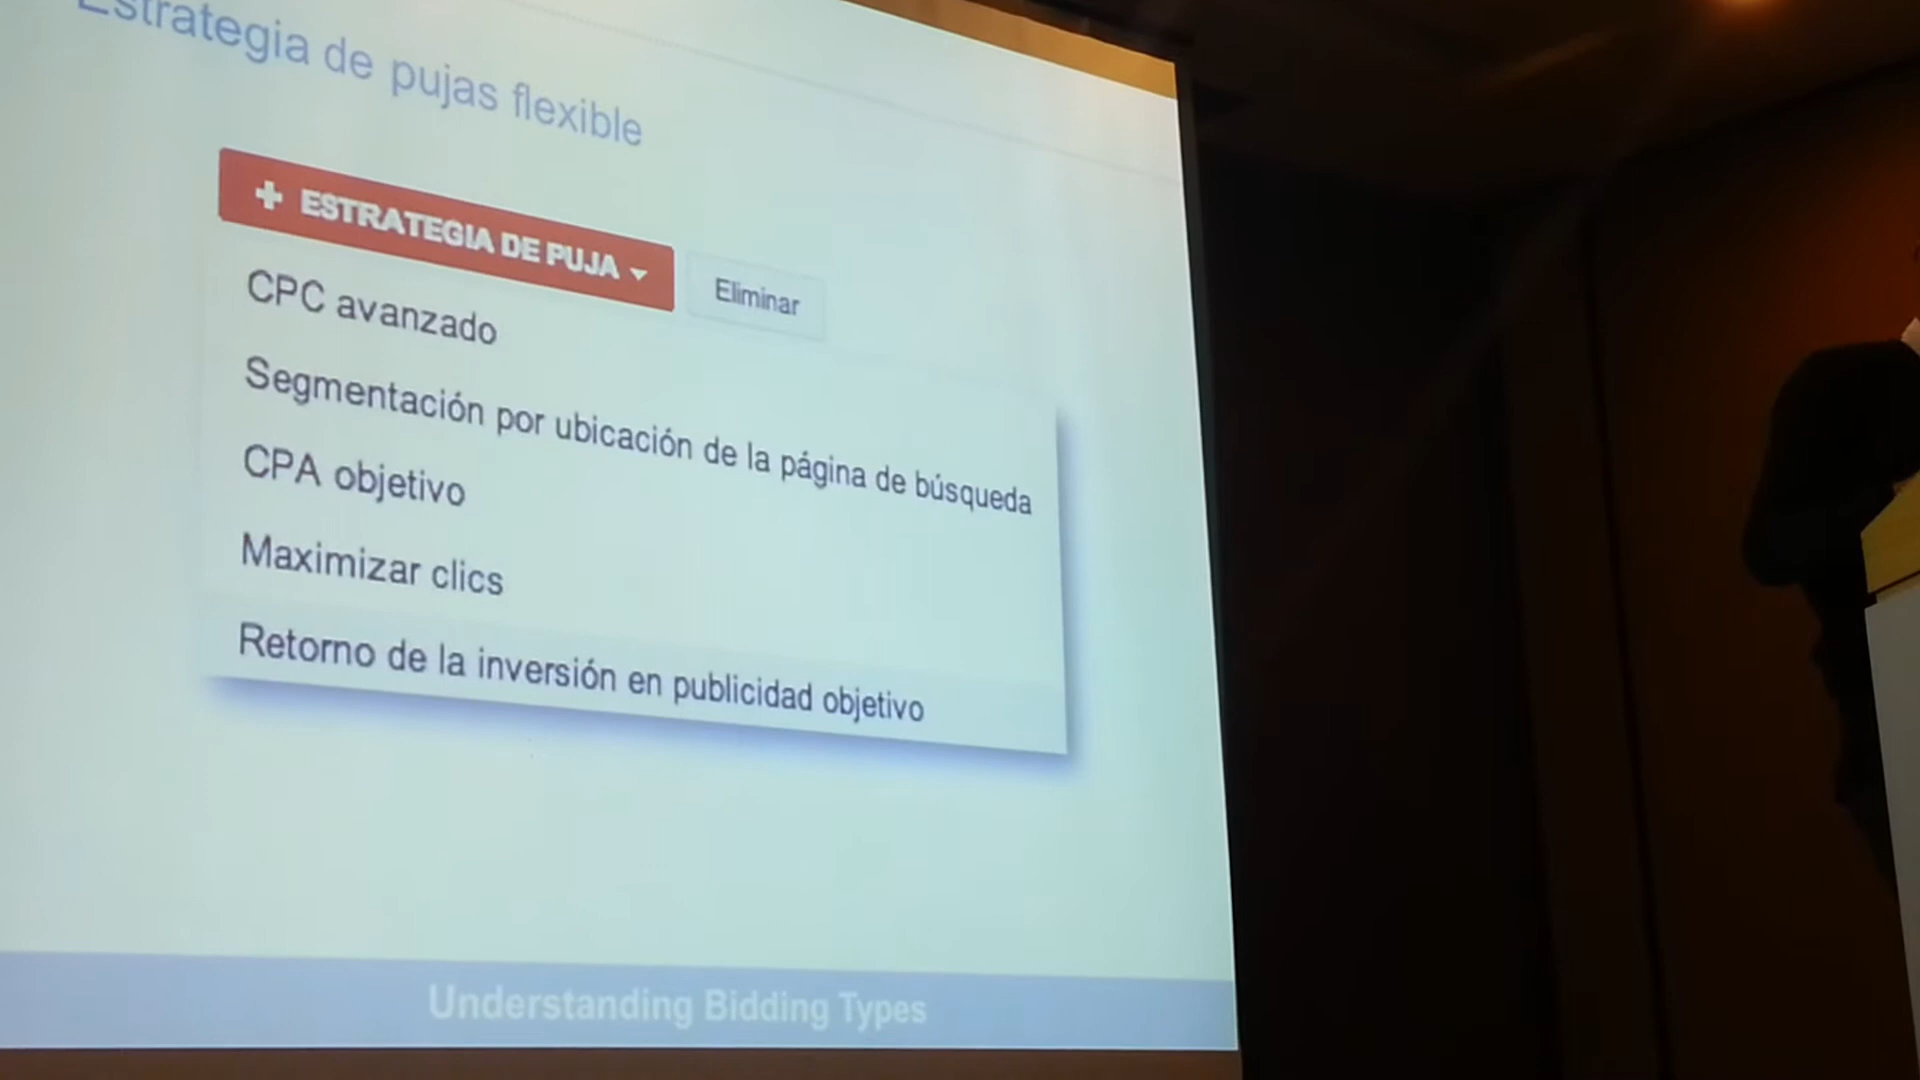 Estrategia de pujas flexible
+ ESTRATEGIA DE PUJA
Eliminar
CPC avanzado
Segmentación por ubicación de la página de búsqueda
CPA objetivo
Maximizar clics
Retorno de la inversión en publicidad objetivo
Understanding Bidding Types